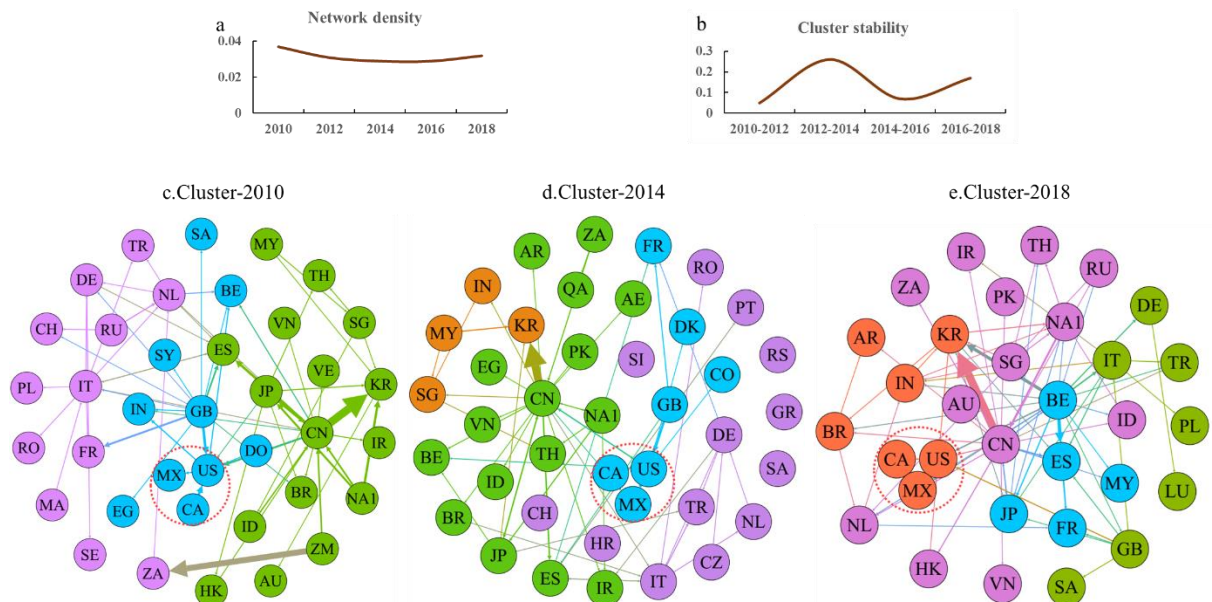 a
Network density
0.04
0.02
0
2010 2012 2014 2016 2018
b
Cluster stability
0.3
0.2
0.1
0
2010-2012 2012-2014 2014-2016 2016-2018
c.Cluster-2010
SA
TR
MY
DE
NL
BE
TH
CH
RU
VN
SG
SY
ES
VE
PL
IT
IN
GB
JP
KR
CN
RO
FR
MX
US
DO
IR
MA
EG
CA
BR
NA1
ID
SE
ZA
ZM
HK
AU
d.Cluster-2014
AR
ZA
FR
RO
IN
QA
AE
PT
MY
KR
DK
EG
PK
SI
CO
RS
SG
CN
GB
VN
NA1
GR
BE
TH
CA
US
DE
ID
MX
SA
BR
CH
TR
NL
JP
HR
ES
IR
IT
CZ
e.Cluster-2018
IR
TH
RU
ZA
PK
NA1
DE
AR
KR
SG
IT
TR
IN
AU
BE
BR
CN
ID
PL
CA
US
ES
MY
LU
MX
NL
JP
FR
GB
HK
VN
SA